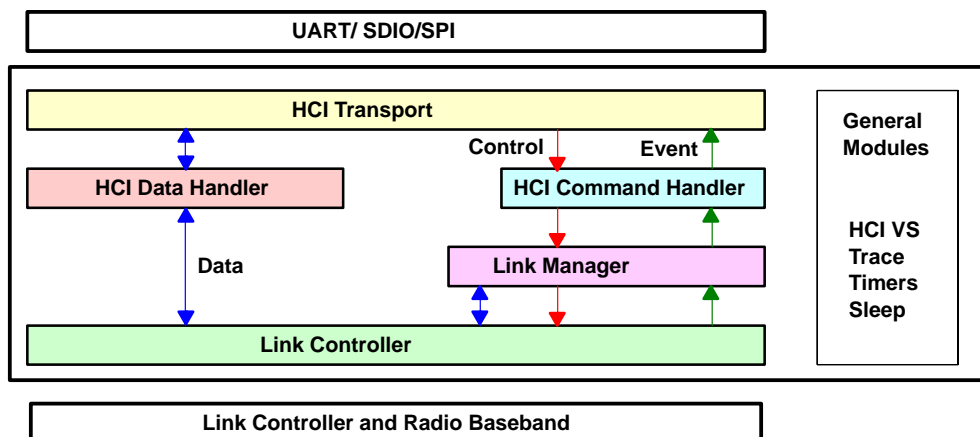 UART/ SDIO/SPI
HCI Transport
Control
Event
HCI Data Handler
HCI Command Handler
Data
Link Manager
Link Controller
General
Modules
HCI VS
Trace
Timers
Sleep
Link Controller and Radio Baseband